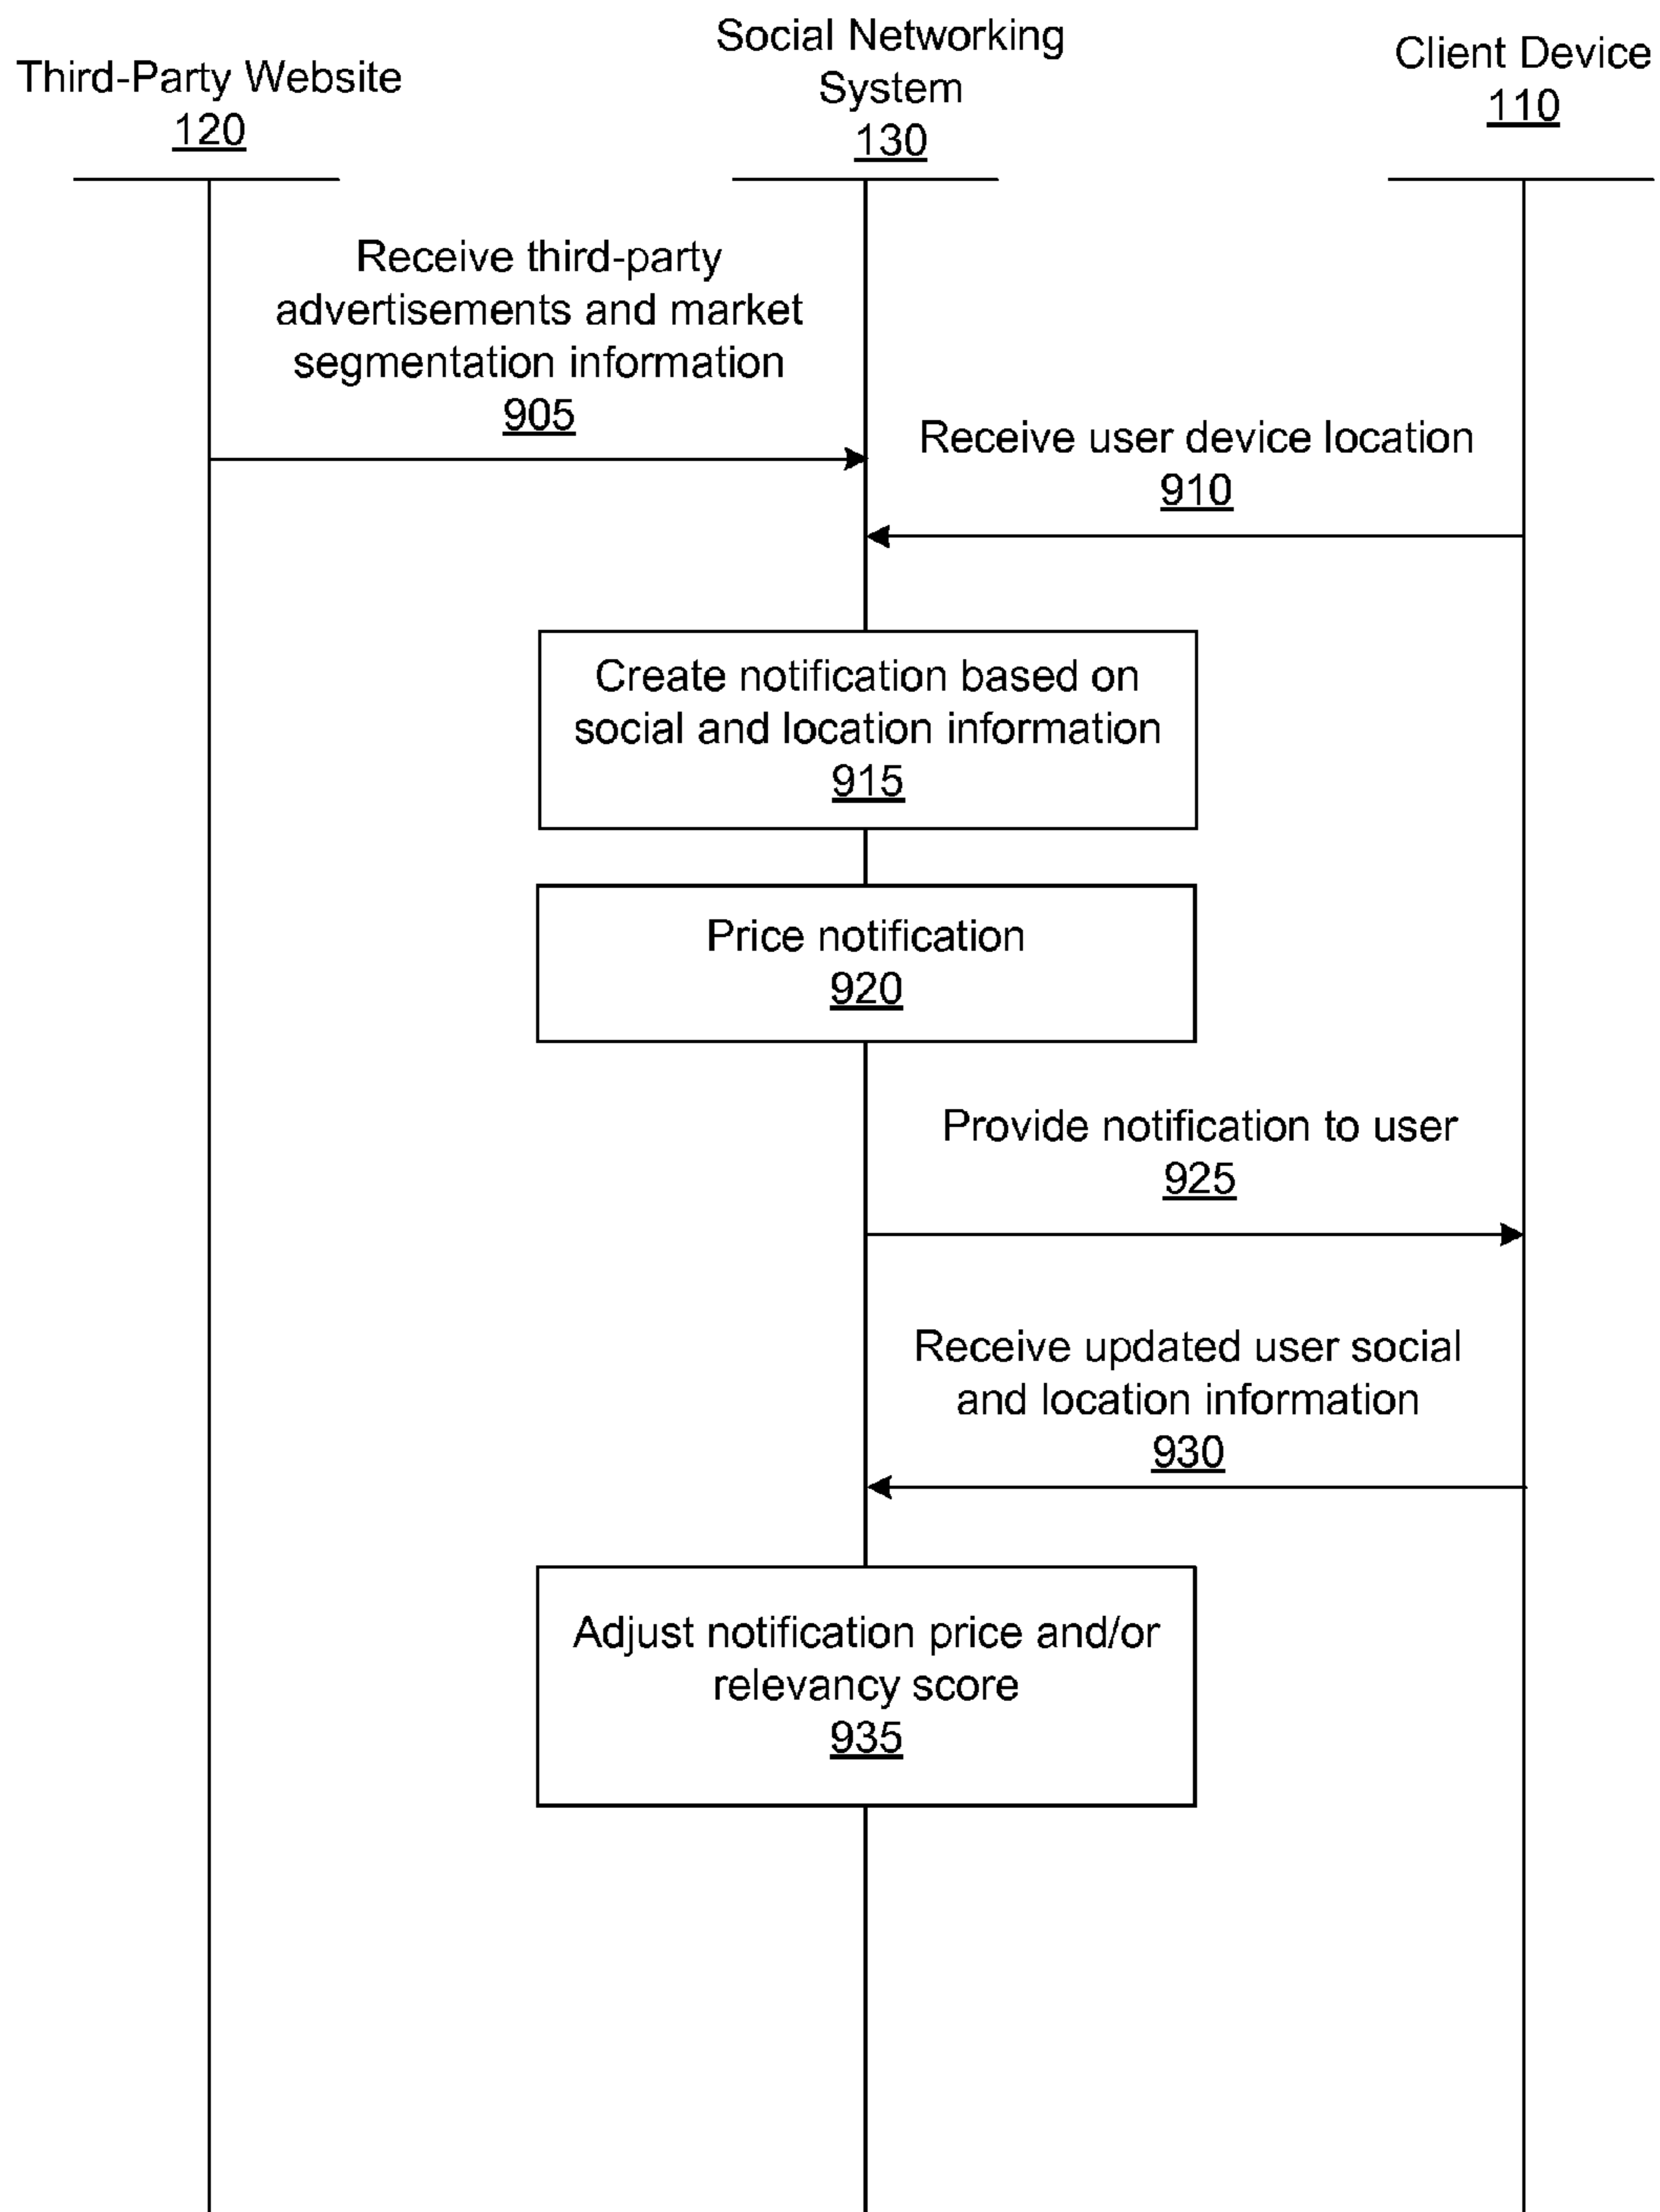 Third-Party Website
120
Social Networking
System
130
Client Device
110
Receive third-party
advertisements and market
segmentation information
905
Receive user device location
910
Create notification based on
social and location information
915
Price notification
920
Provide notification to user
925
Receive updated user social
and location information
930
Adjust notification price and/or
relevancy score
935